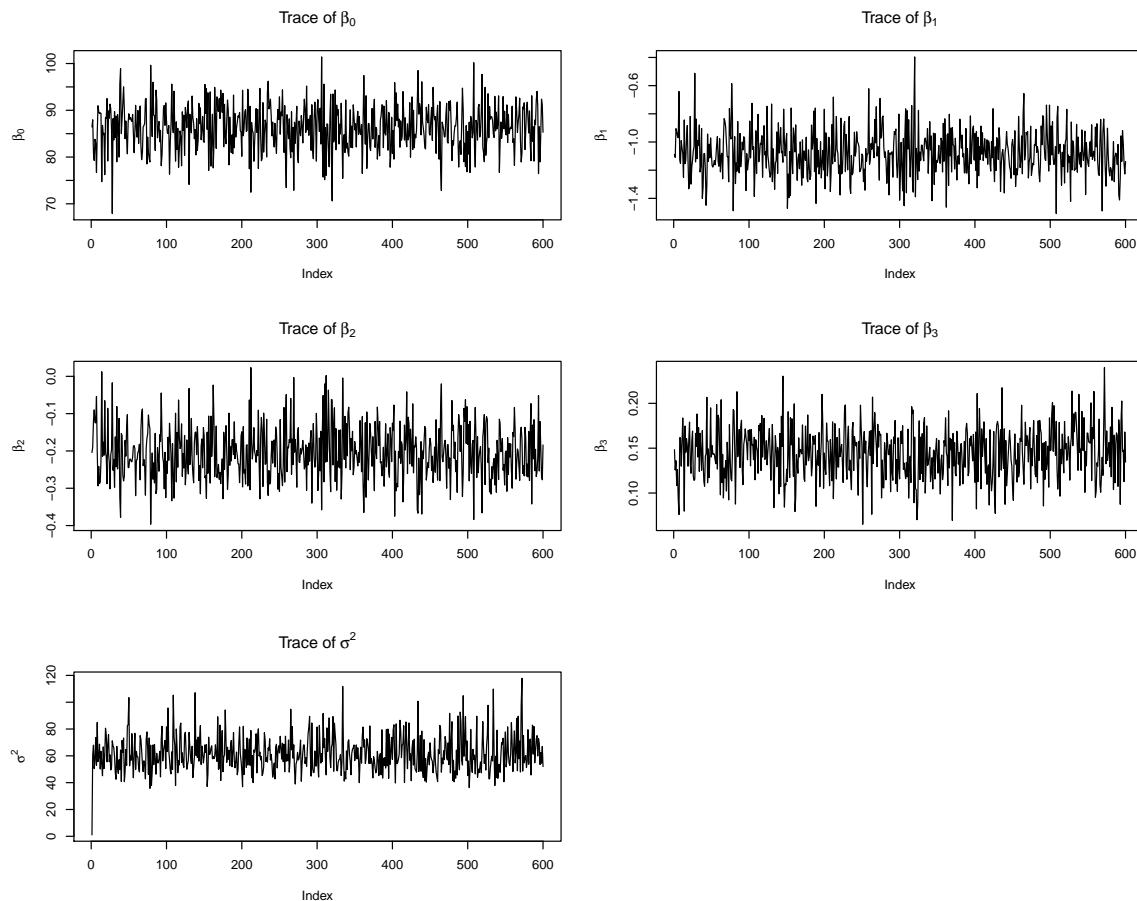 Trace of β₀
β₀
70 80 90 100
0 100 200 300 400 500 600
Index
Trace of β₁
β₁
−1.4 −1.0 −0.6
0 100 200 300 400 500 600
Index
Trace of β₂
β₂
−0.4 −0.3 −0.2 −0.1 0.0
0 100 200 300 400 500 600
Index
Trace of β₃
β₃
0.10 0.15 0.20
0 100 200 300 400 500 600
Index
Trace of σ²
σ²
0 20 40 60 80 120
0 100 200 300 400 500 600
Index